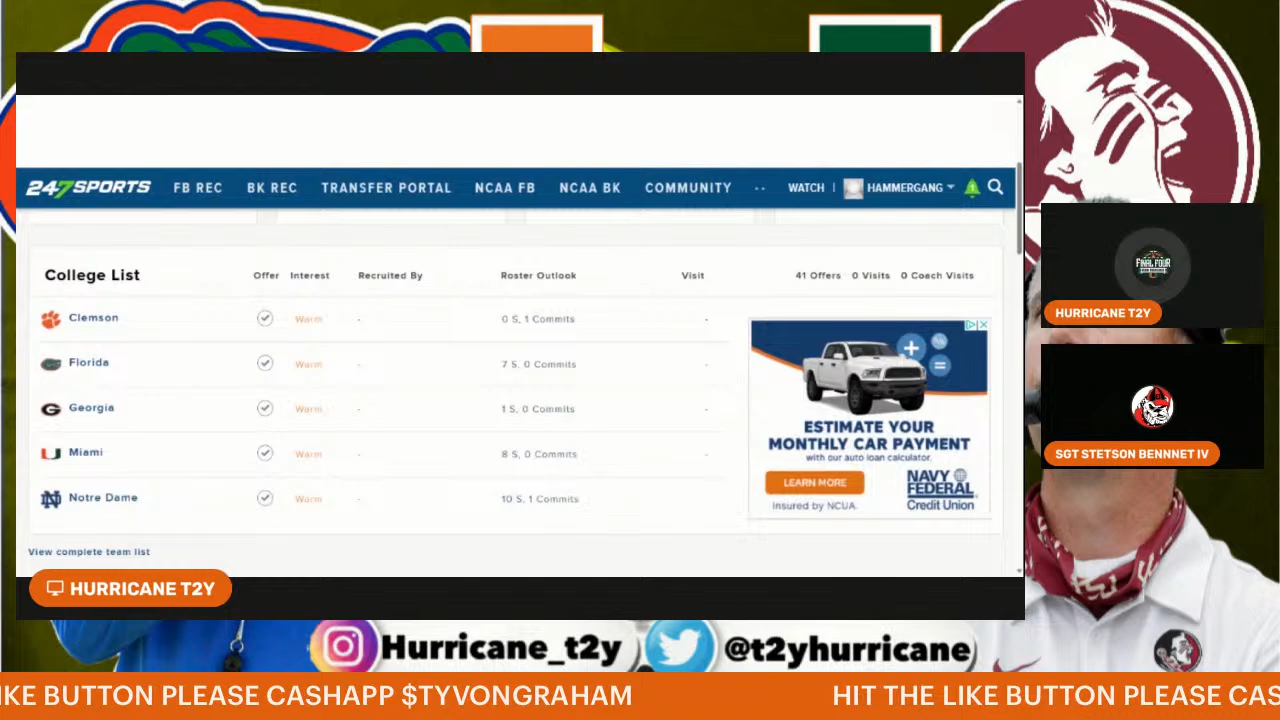 247SPORTS FB REC BK REC TRANSFER PORTAL NCAA FB NCAA BK COMMUNITY WATCH | HAMMERGANG
College List Offer Interest Recruited By Roster Outlook Visit 41 Offers 0 Visits 0 Coach Visits
Clemson Warm - 0 S, 1 Commits -
Florida Warm - 7 S, 0 Commits -
Georgia Warm - 1 S, 0 Commits -
Miami Warm - 8 S, 0 Commits -
Notre Dame Warm - 10 S, 1 Commits
View complete team list
ESTIMATE YOUR
MONTHLY CAR PAYMENT
with our auto loan calculator.
LEARN MORE
Insured by NCUA.
NAVY
FEDERAL
Credit Union
FINAL FOUR
HURRICANE T2Y
SGT STETSON BENNNET IV
HURRICANE T2Y
Hurricane_t2y @t2yhurricane
IKE BUTTON PLEASE CASHAPP $TYVONGRAHAM HIT THE LIKE BUTTON PLEASE CAS